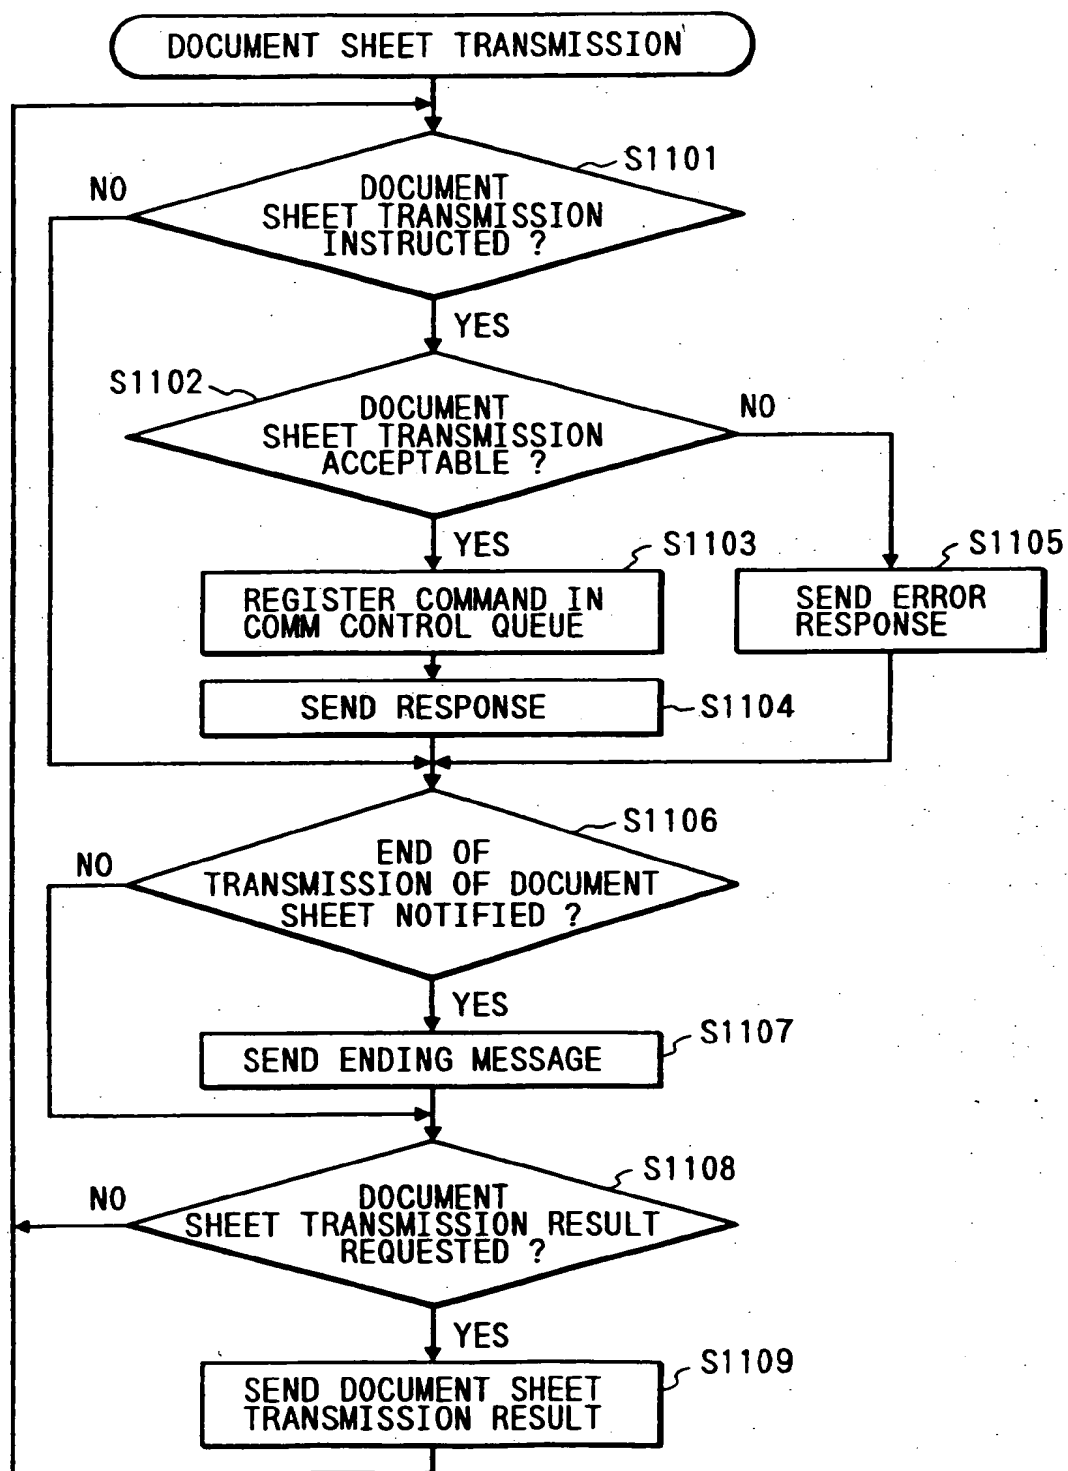 DOCUMENT SHEET TRANSMISSION
S1101
NO
DOCUMENT
SHEET TRANSMISSION
INSTRUCTED ?
YES
S1102
DOCUMENT
SHEET TRANSMISSION
ACCEPTABLE ?
NO
YES
S1103
S1105
REGISTER COMMAND IN
COMM CONTROL QUEUE
SEND ERROR
RESPONSE
SEND RESPONSE
S1104
S1106
NO
END OF
TRANSMISSION OF DOCUMENT
SHEET NOTIFIED ?
YES
S1107
SEND ENDING MESSAGE
S1108
NO
DOCUMENT
SHEET TRANSMISSION RESULT
REQUESTED ?
YES
S1109
SEND DOCUMENT SHEET
TRANSMISSION RESULT